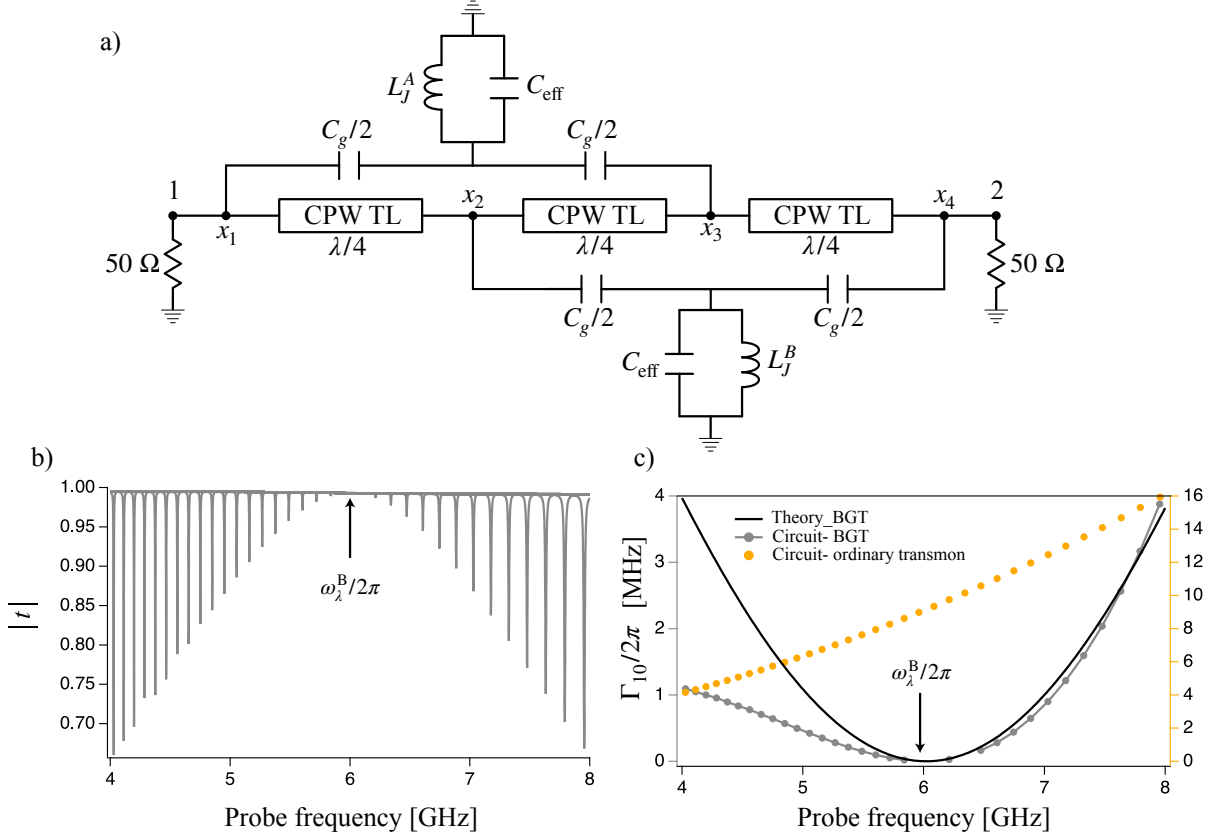 a)
L_J^A
C_eff
C_g/2
C_g/2
1
x_2
x_4
2
CPW TL
CPW TL
CPW TL
x_1
x_3
λ/4
λ/4
λ/4
50 Ω
50 Ω
C_g/2
C_g/2
C_eff
L_J^B
b)
1.00
0.95
0.90
0.85
0.80
0.75
0.70
|t|
ω_λ^B/2π
4
5
6
7
8
Probe frequency [GHz]
c)
4
3
2
1
0
Γ_10/2π [MHz]
Theory_BGT
Circuit- BGT
Circuit- ordinary transmon
ω_λ^B/2π
16
14
12
10
8
6
4
2
0
4
5
6
7
8
Probe frequency [GHz]